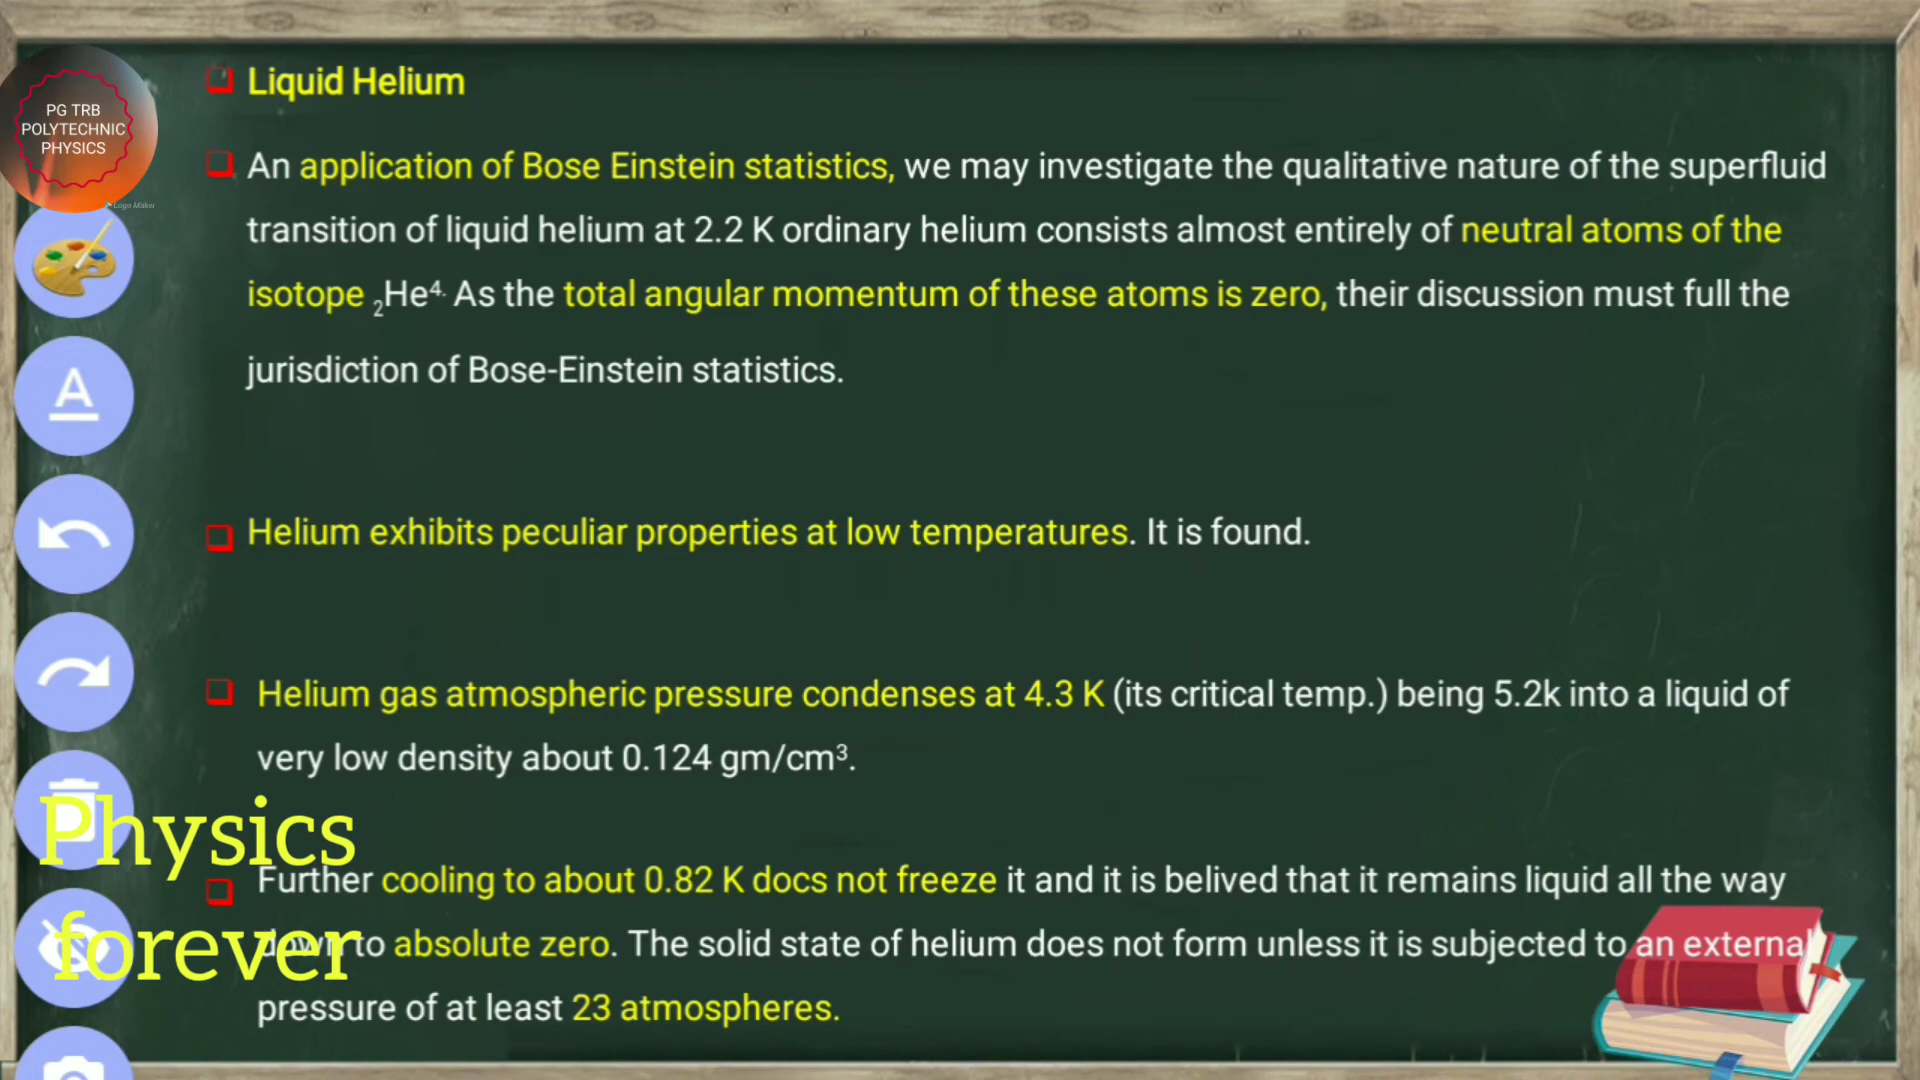 PG TRB
POLYTECHNIC
PHYSICS
Logo Maker
Liquid Helium
An application of Bose Einstein statistics, we may investigate the qualitative nature of the superfluid
transition of liquid helium at 2.2 K ordinary helium consists almost entirely of neutral atoms of the
isotope ₂He⁴. As the total angular momentum of these atoms is zero, their discussion must full the
jurisdiction of Bose-Einstein statistics.
Helium exhibits peculiar properties at low temperatures. It is found.
Helium gas atmospheric pressure condenses at 4.3 K (its critical temp.) being 5.2k into a liquid of
very low density about 0.124 gm/cm³.
Further cooling to about 0.82 K docs not freeze it and it is belived that it remains liquid all the way
down to absolute zero. The solid state of helium does not form unless it is subjected to an external
pressure of at least 23 atmospheres.
Physics
forever
A